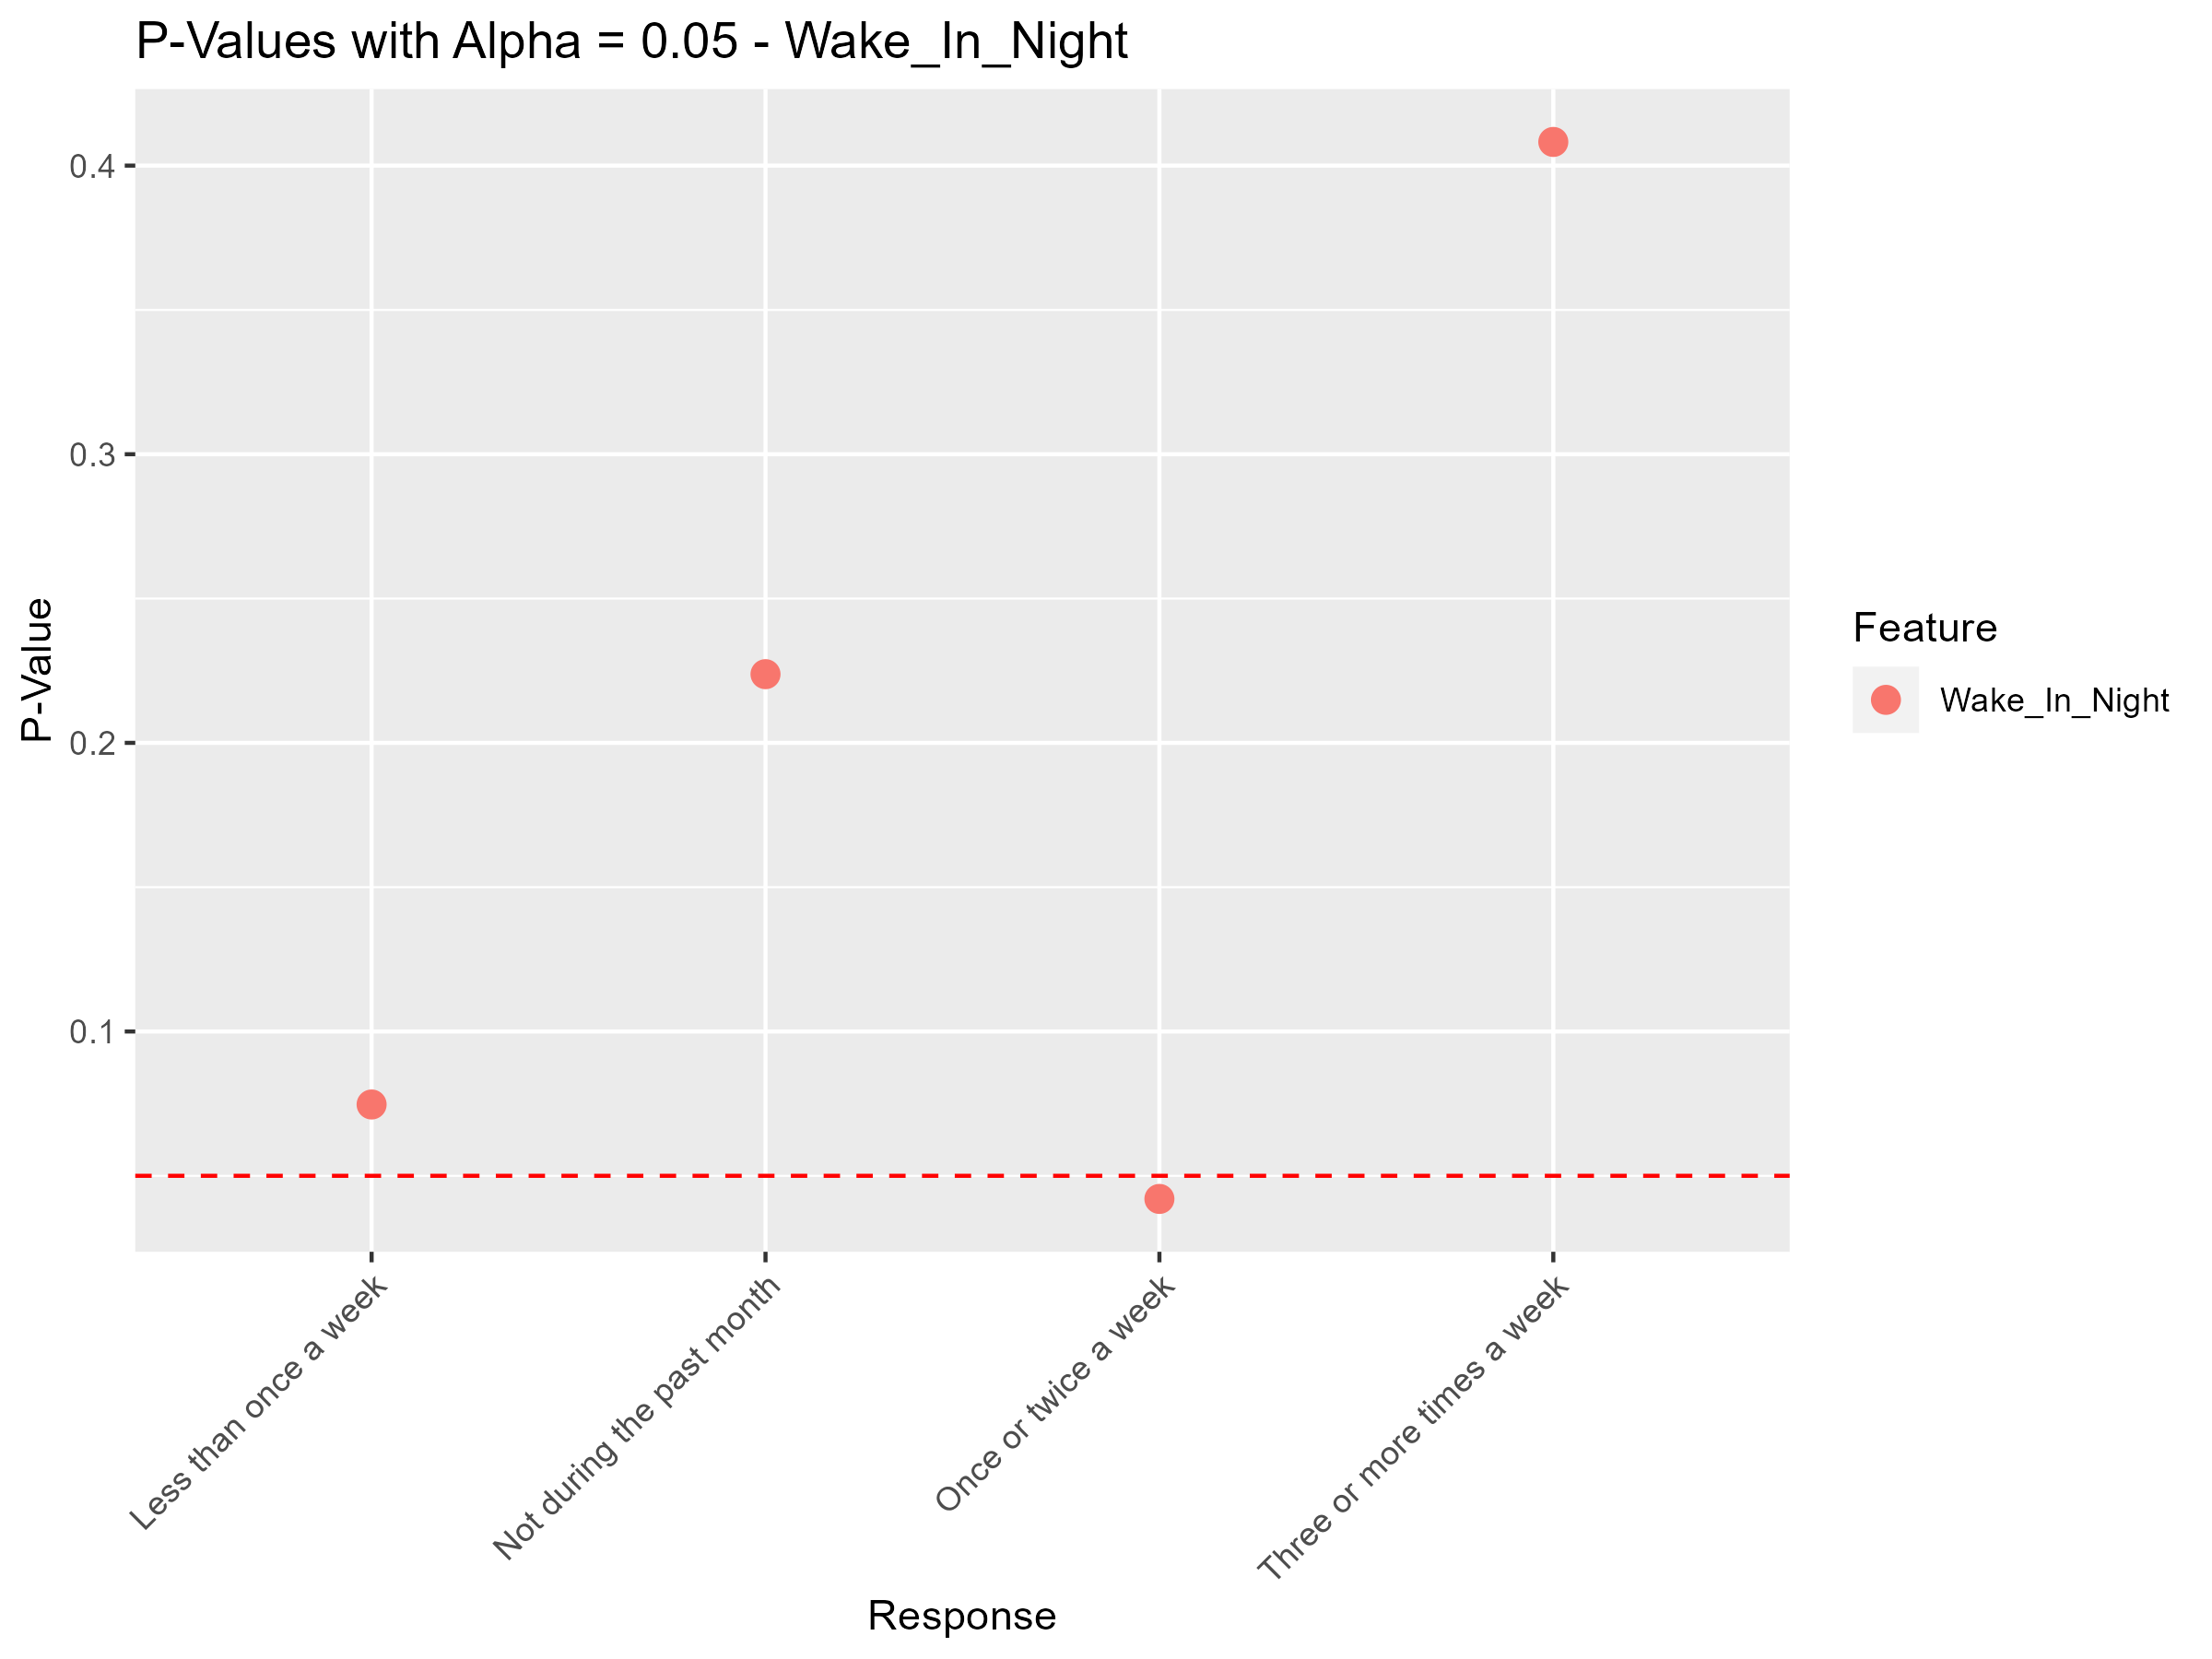 P-Values with Alpha = 0.05 - Wake_In_Night
P-Value
0.4
0.3
0.2
0.1
Less than once a week
Not during the past month
Once or twice a week
Three or more times a week
Response
Feature
Wake_In_Night